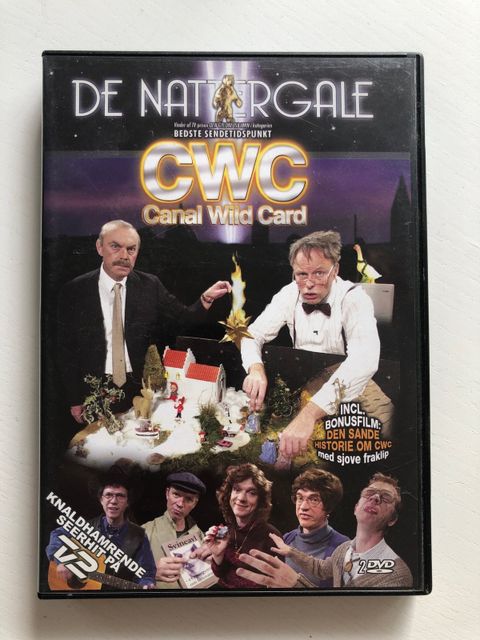 DE NATTERGALE
BEDSTE SENDETIDSPUNKT
CWC
Canal Wild Card
INCL.
BONUSFILM:
DEN SANDE
HISTORIE OM CWC
med sjove fraklip
KNALDHAMRENDE
SEERHIT PÅ
TV2
Svineavl
2 DVD